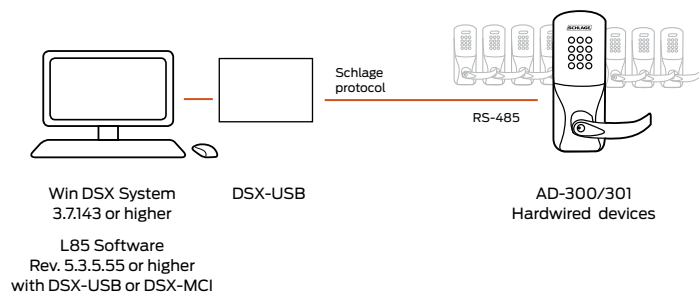 SCHLAGE
Schlage
protocol
RS-485
Win DSX System
3.7.143 or higher
L85 Software
Rev. 5.3.5.55 or higher
with DSX-USB or DSX-MCI
DSX-USB
AD-300/301
Hardwired devices